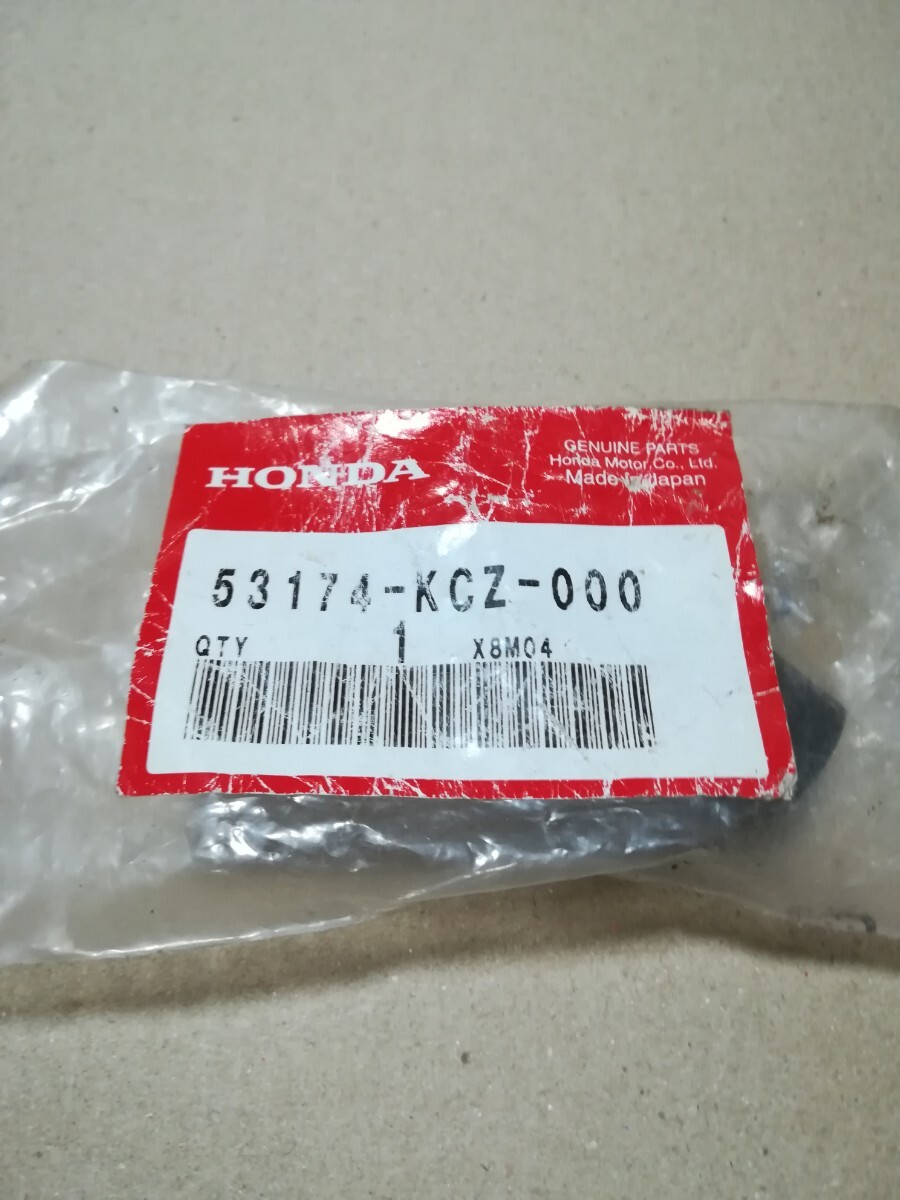 HONDA
GENUINE PARTS
Honda Motor Co., Ltd.
Made in Japan
53174-KCZ-000
QTY 1 X8M04